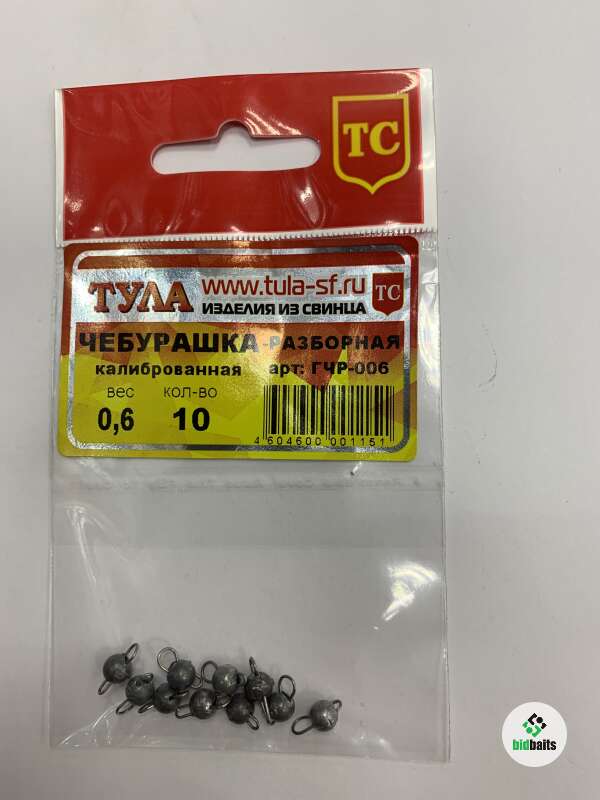 ТС
ТУЛА www.tula-sf.ru
ИЗДЕЛИЯ ИЗ СВИНЦА ТС
ЧЕБУРАШКА-РАЗБОРНАЯ
калиброванная арт: ГЧР-006
вес кол-во
0,6 10
4 604600 001151
bidbaits